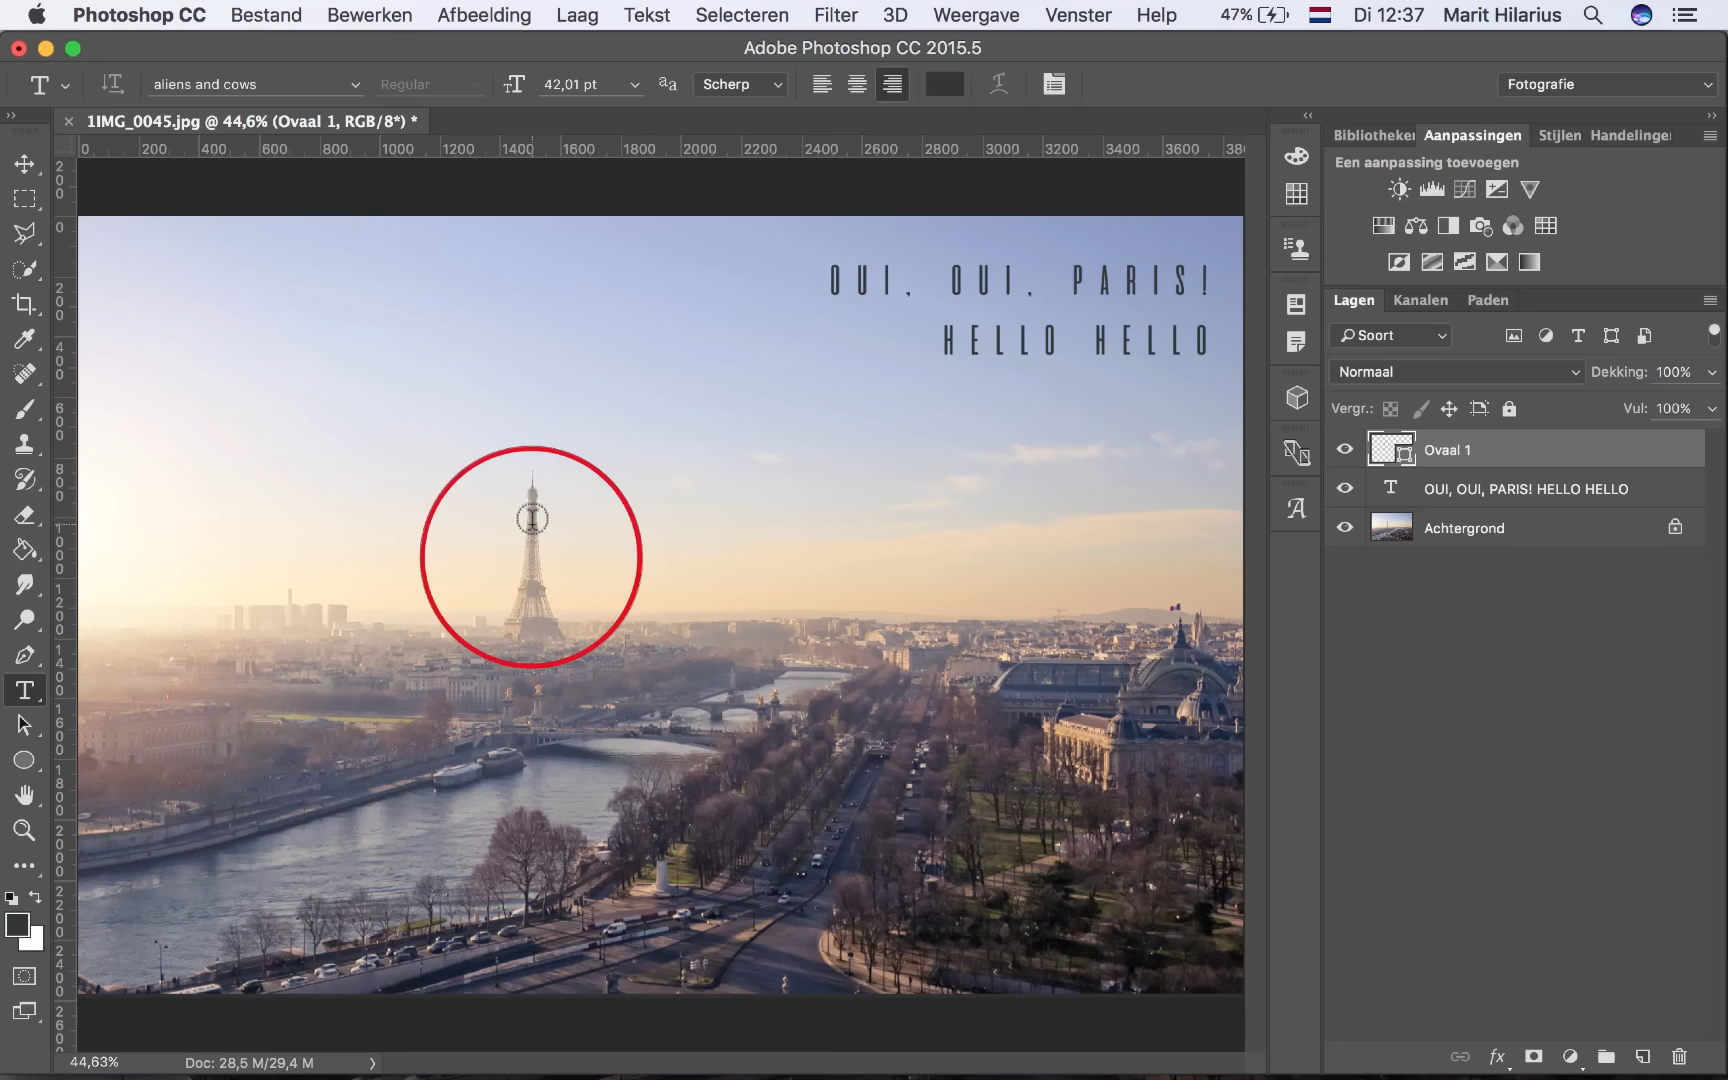 Photoshop CC Bestand Bewerken Afbeelding Laag Tekst Selecteren Filter 3D Weergave Venster Help 47% Di 12:37 Marit Hilarius
Adobe Photoshop CC 2015.5
aliens and cows Regular 42,01 pt aa Scherp Fotografie
1IMG_0045.jpg @ 44,6% (Ovaal 1, RGB/8*) *
0 200 400 600 800 1000 1200 1400 1600 1800 2000 2200 2400 2600 2800 3000 3200 3400 3600
Aanpassingen Stijlen
Een aanpassing toevoegen
OUI, OUI, PARIS!
HELLO HELLO
Lagen Kanalen Paden
Soort
Normaal Dekking: 100%
Vergr.: Vul: 100%
Ovaal 1
T OUI, OUI, PARIS! HELLO HELLO
Achtergrond
44,63% Doc: 28,5 M/29,4 M
fx